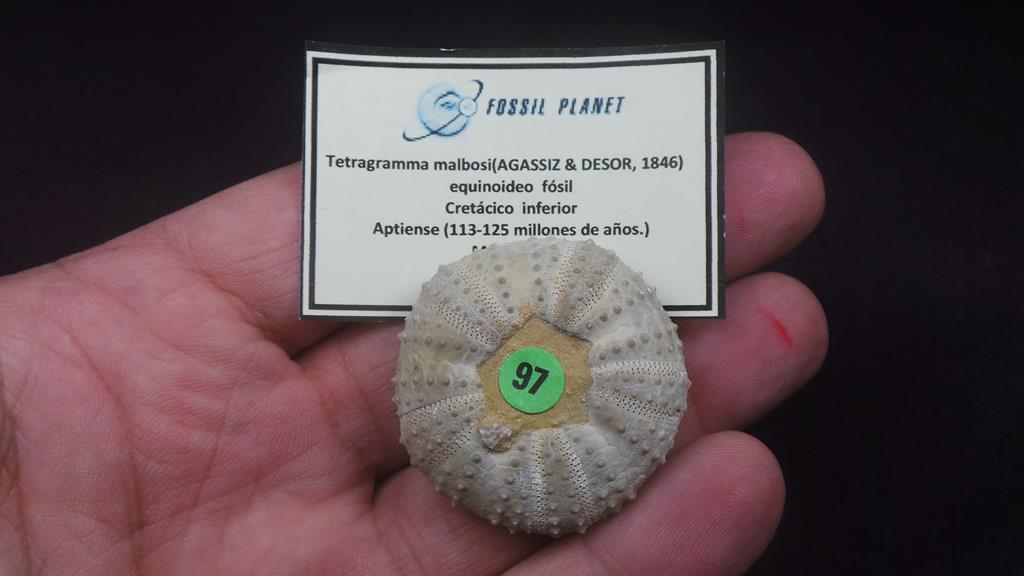 FOSSIL PLANET
Tetragramma malbosi(AGASSIZ & DESOR, 1846)
equinoideo fósil
Cretácico inferior
Aptiense (113-125 millones de años.)
97